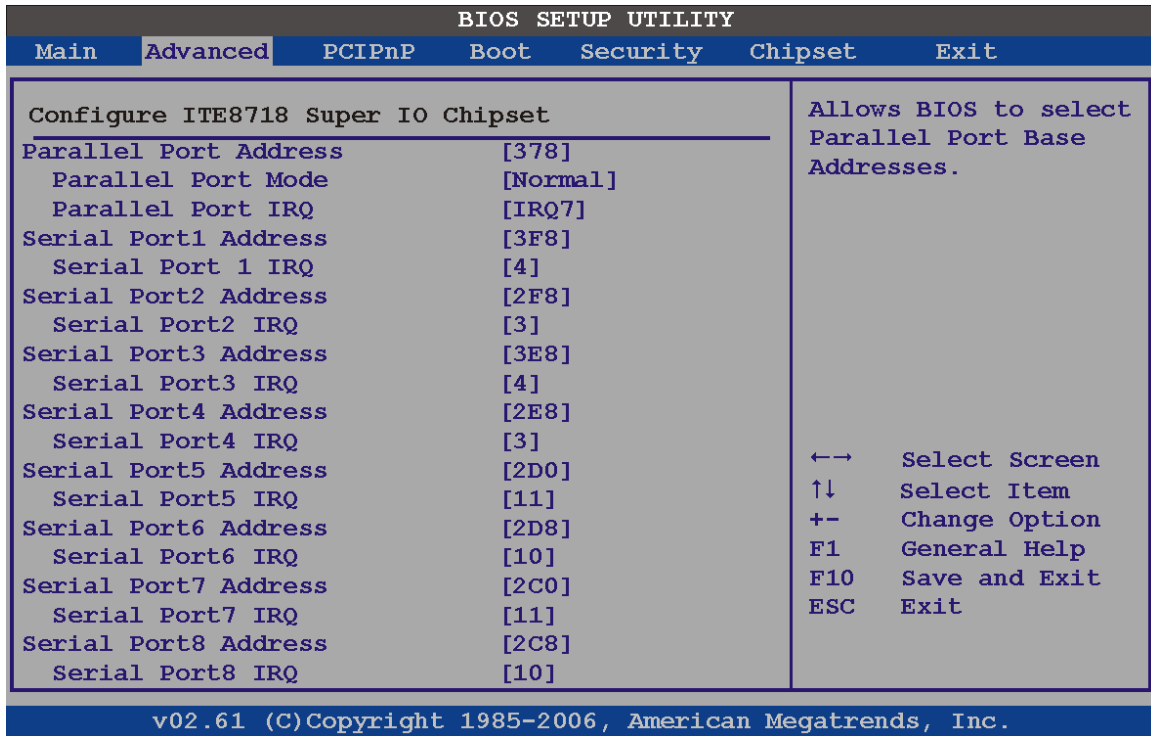 BIOS SETUP UTILITY
Main Advanced PCIPnP Boot Security Chipset Exit
Configure ITE8718 Super IO Chipset
Parallel Port Address [378]
Parallel Port Mode [Normal]
Parallel Port IRQ [IRQ7]
Serial Port1 Address [3F8]
Serial Port 1 IRQ [4]
Serial Port2 Address [2F8]
Serial Port2 IRQ [3]
Serial Port3 Address [3E8]
Serial Port3 IRQ [4]
Serial Port4 Address [2E8]
Serial Port4 IRQ [3]
Serial Port5 Address [2D0]
Serial Port5 IRQ [11]
Serial Port6 Address [2D8]
Serial Port6 IRQ [10]
Serial Port7 Address [2C0]
Serial Port7 IRQ [11]
Serial Port8 Address [2C8]
Serial Port8 IRQ [10]
Allows BIOS to select
Parallel Port Base
Addresses.
←→ Select Screen
↑↓ Select Item
+- Change Option
F1 General Help
F10 Save and Exit
ESC Exit
v02.61 (C)Copyright 1985-2006, American Megatrends, Inc.